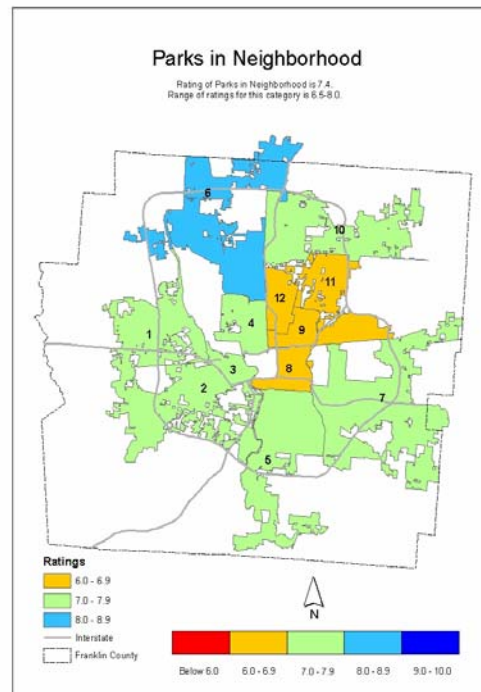 Parks in Neighborhood
Rating of Parks in Neighborhood is 7.4.
Range of ratings for this category is 6.5-8.0.
6
10
11
12
1
4
9
3
8
2
7
5
Ratings
6.0 - 6.9
7.0 - 7.9
8.0 - 8.9
Interstate
Franklin County
N
Below 6.0 6.0-6.9 7.0 - 7.9 8.0 - 8.9 9.0 - 10.0